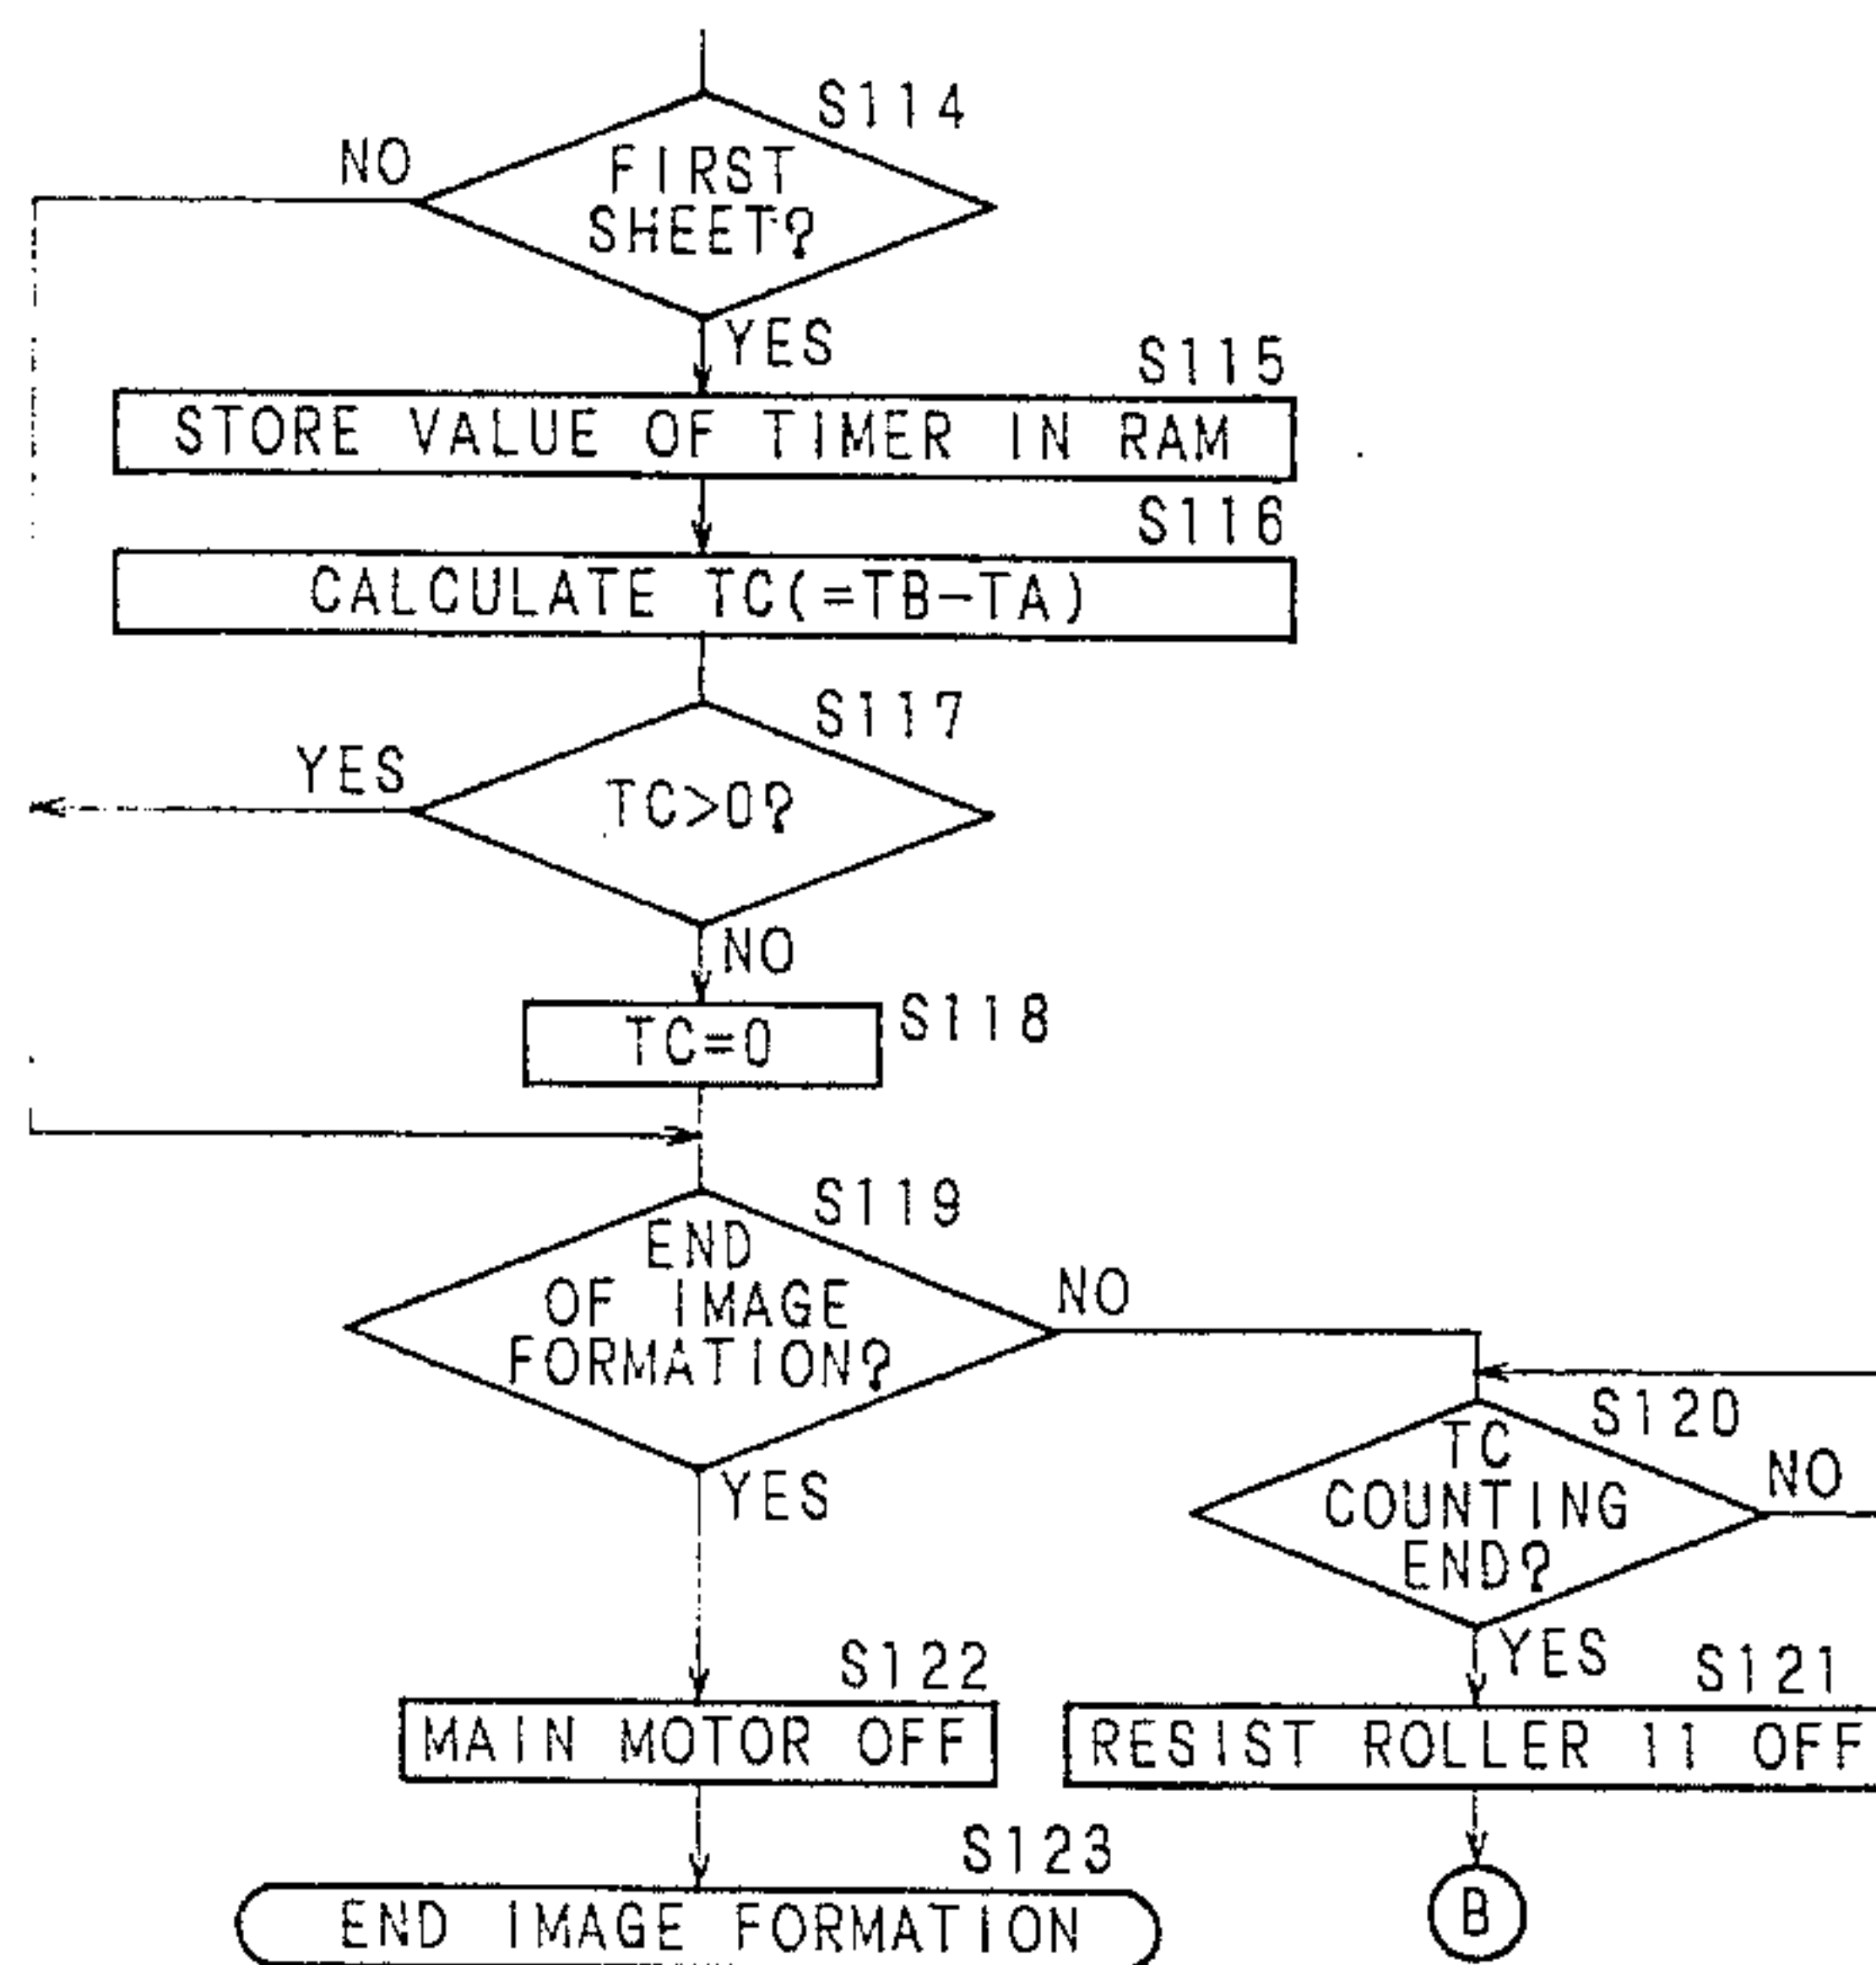 S114
NO
FIRST
SHEET?
YES
S115
STORE VALUE OF TIMER IN RAM
S116
CALCULATE TC(=TB-TA)
S117
YES
TC>0?
NO
S118
TC=0
S119
END
OF IMAGE
FORMATION?
NO
S120
TC
COUNTING
END?
NO
YES
YES
S122
MAIN MOTOR OFF
S121
RESIST ROLLER 11 OFF
S123
END IMAGE FORMATION
B